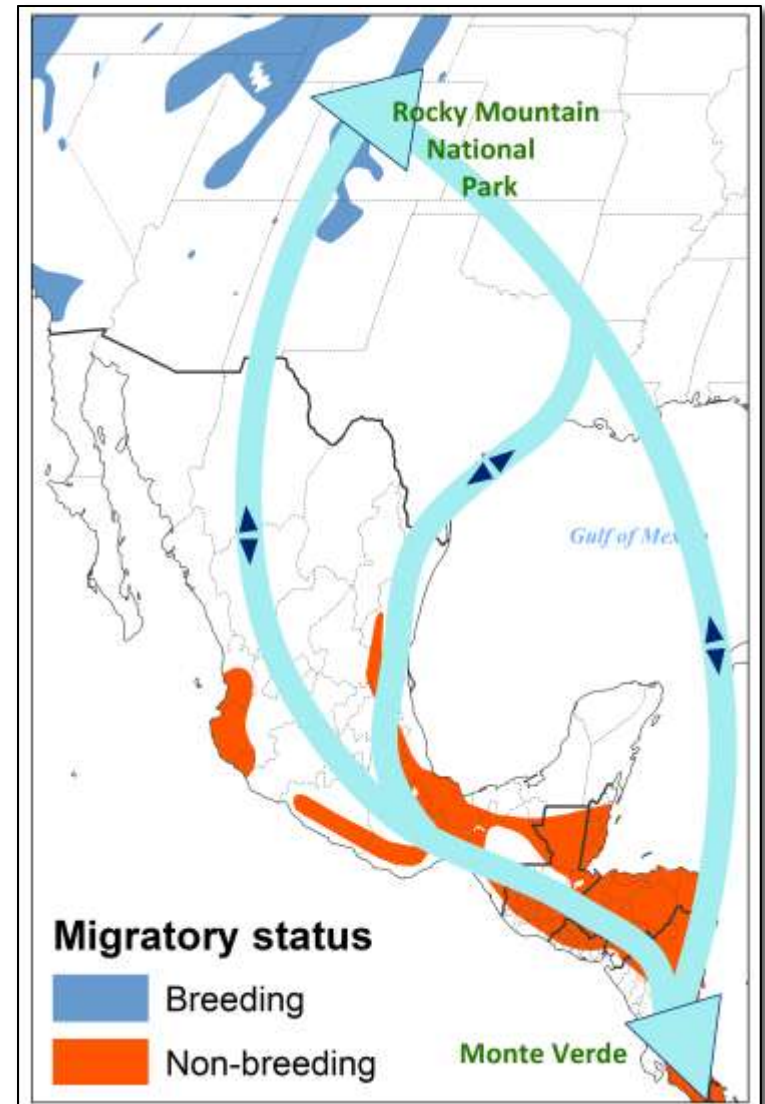 Rocky Mountain
National
Park
Gulf of Mex
Migratory status
Breeding
Non-breeding
Monte Verde